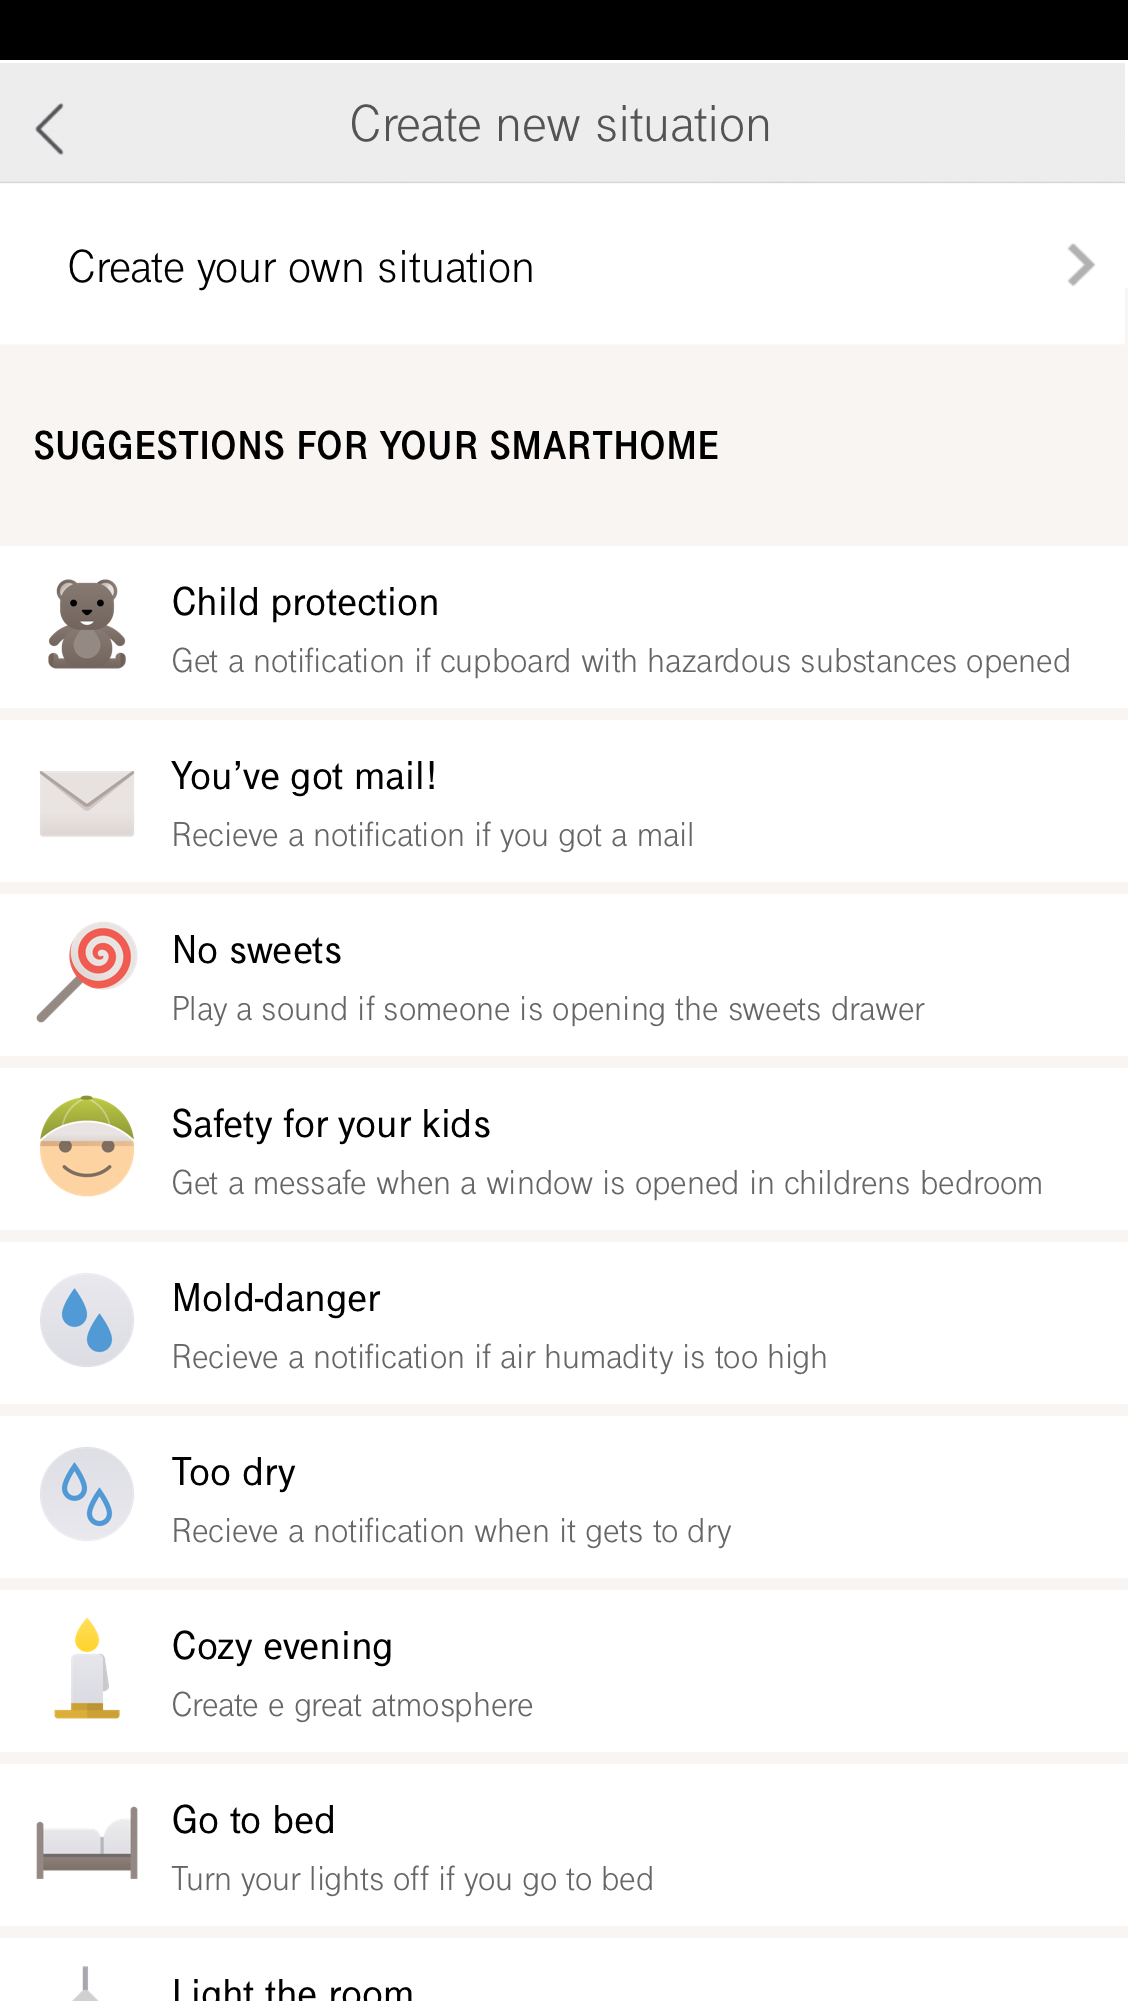 Create new situation
Create your own situation
SUGGESTIONS FOR YOUR SMARTHOME
Child protection
Get a notification if cupboard with hazardous substances opened
You’ve got mail!
Recieve a notification if you got a mail
No sweets
Play a sound if someone is opening the sweets drawer
Safety for your kids
Get a messafe when a window is opened in childrens bedroom
Mold-danger
Recieve a notification if air humadity is too high
Too dry
Recieve a notification when it gets to dry
Cozy evening
Create e great atmosphere
Go to bed
Turn your lights off if you go to bed
Light the room